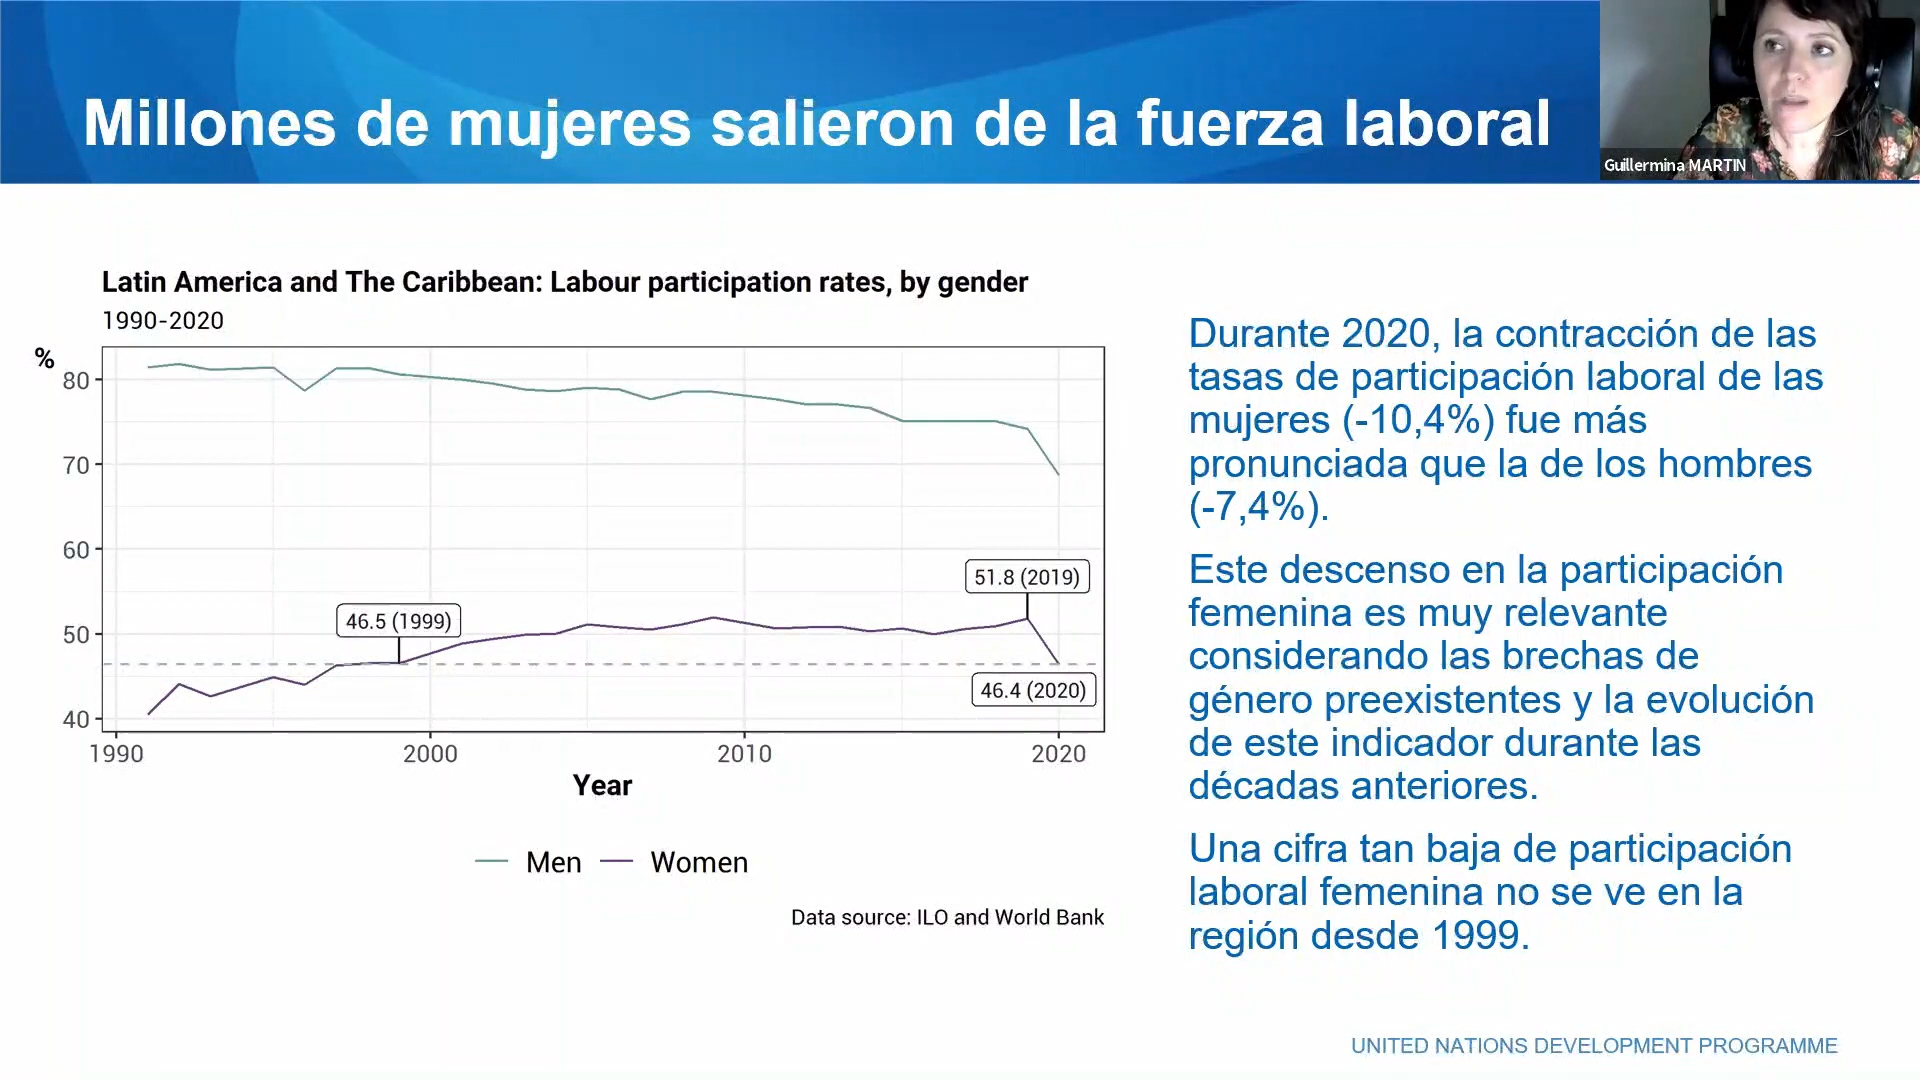 Millones de mujeres salieron de la fuerza laboral
Guillermina MARTIN
Latin America and The Caribbean: Labour participation rates, by gender
1990-2020
%
80
70
60
50
40
46.5 (1999)
51.8 (2019)
46.4 (2020)
1990 2000 2010 2020
Year
Men Women
Data source: ILO and World Bank
Durante 2020, la contracción de las
tasas de participación laboral de las
mujeres (-10,4%) fue más
pronunciada que la de los hombres
(-7,4%).
Este descenso en la participación
femenina es muy relevante
considerando las brechas de
género preexistentes y la evolución
de este indicador durante las
décadas anteriores.
Una cifra tan baja de participación
laboral femenina no se ve en la
región desde 1999.
UNITED NATIONS DEVELOPMENT PROGRAMME